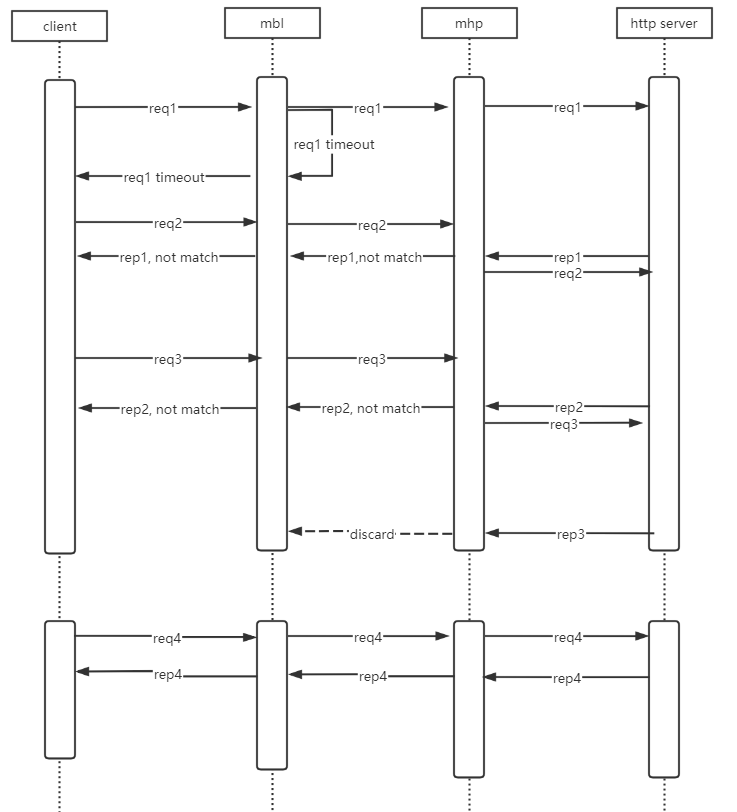 client
mbl
mhp
http server
req1
req1
req1
req1 timeout
req1 timeout
req2
req2
rep1, not match
rep1,not match
rep1
req2
req3
req3
rep2, not match
rep2, not match
rep2
req3
discard
rep3
req4
req4
req4
rep4
rep4
rep4